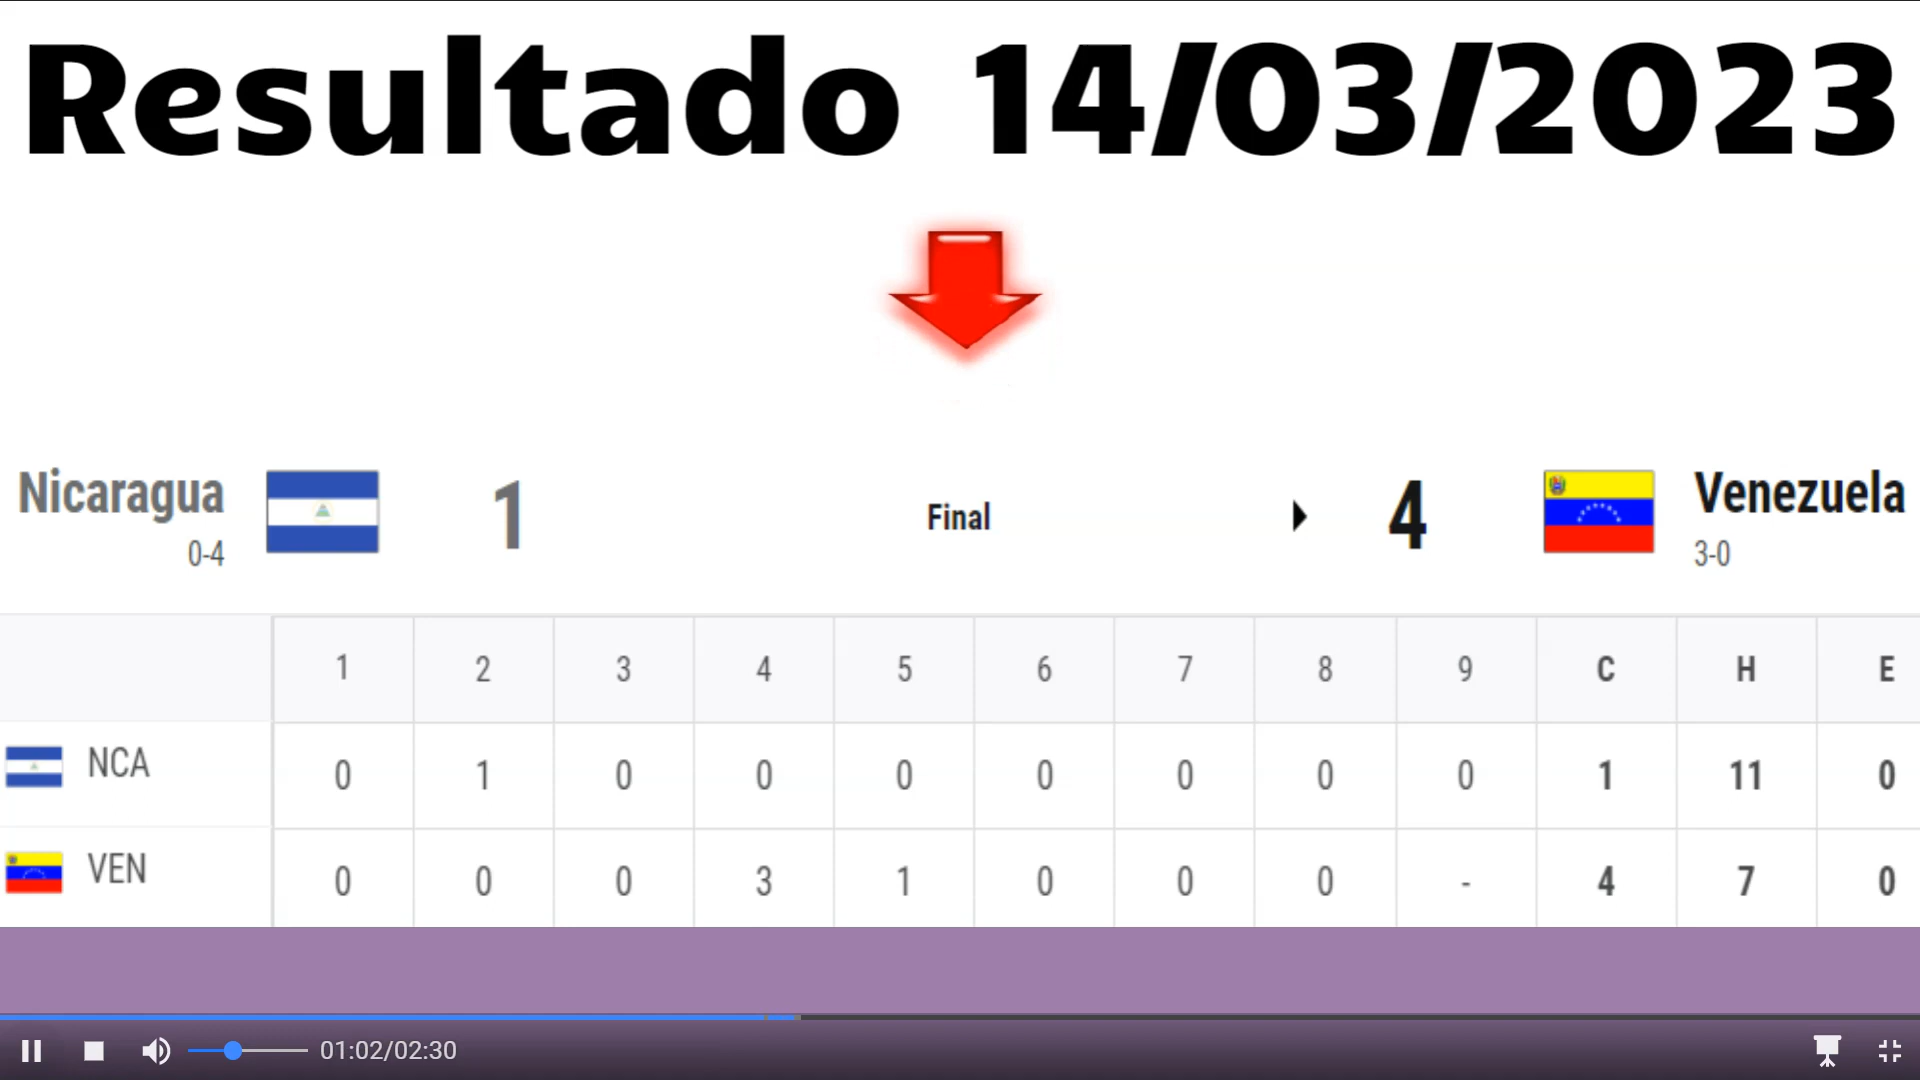 Resultado 14/03/2023
Nicaragua 1 Final 4 Venezuela
0-4 3-0
1 2 3 4 5 6 7 8 9 C H E
NCA 0 1 0 0 0 0 0 0 0 1 11 0
VEN 0 0 0 3 1 0 0 0 - 4 7 0
01:02/02:30